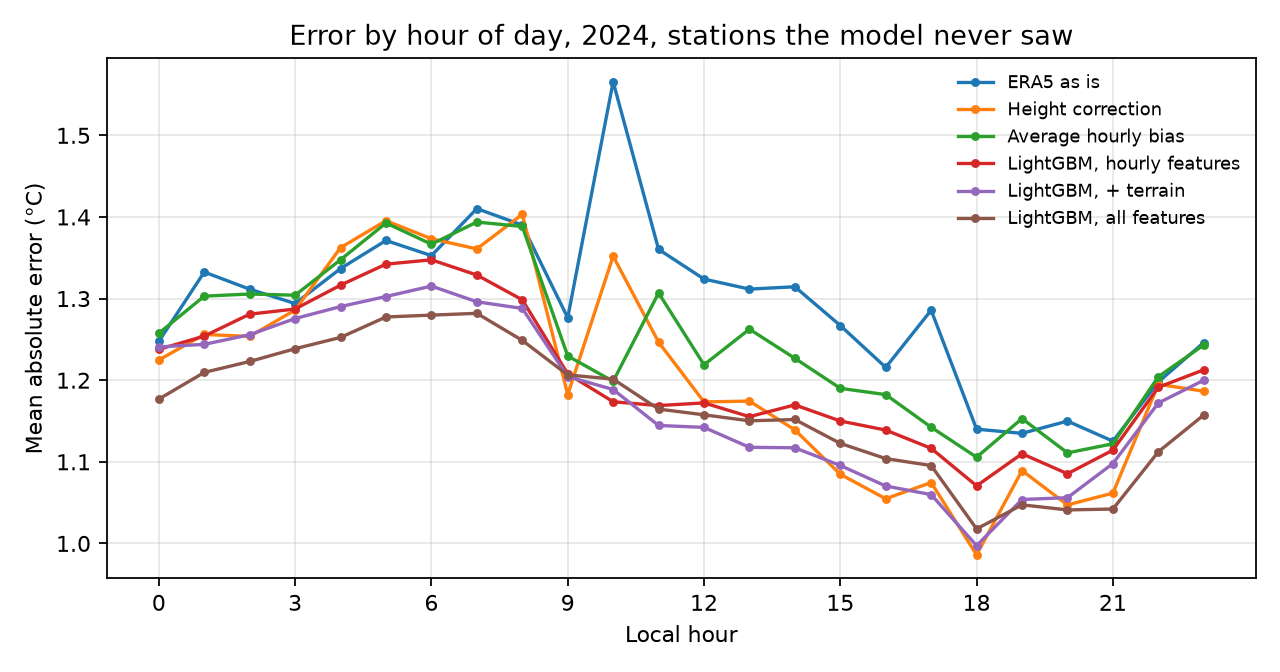 Error by hour of day, 2024, stations the model never saw
ERA5 as is
Height correction
Average hourly bias
LightGBM, hourly features
LightGBM, + terrain
LightGBM, all features
Mean absolute error (°C)
1.5
1.4
1.3
1.2
1.1
1.0
0 3 6 9 12 15 18 21
Local hour